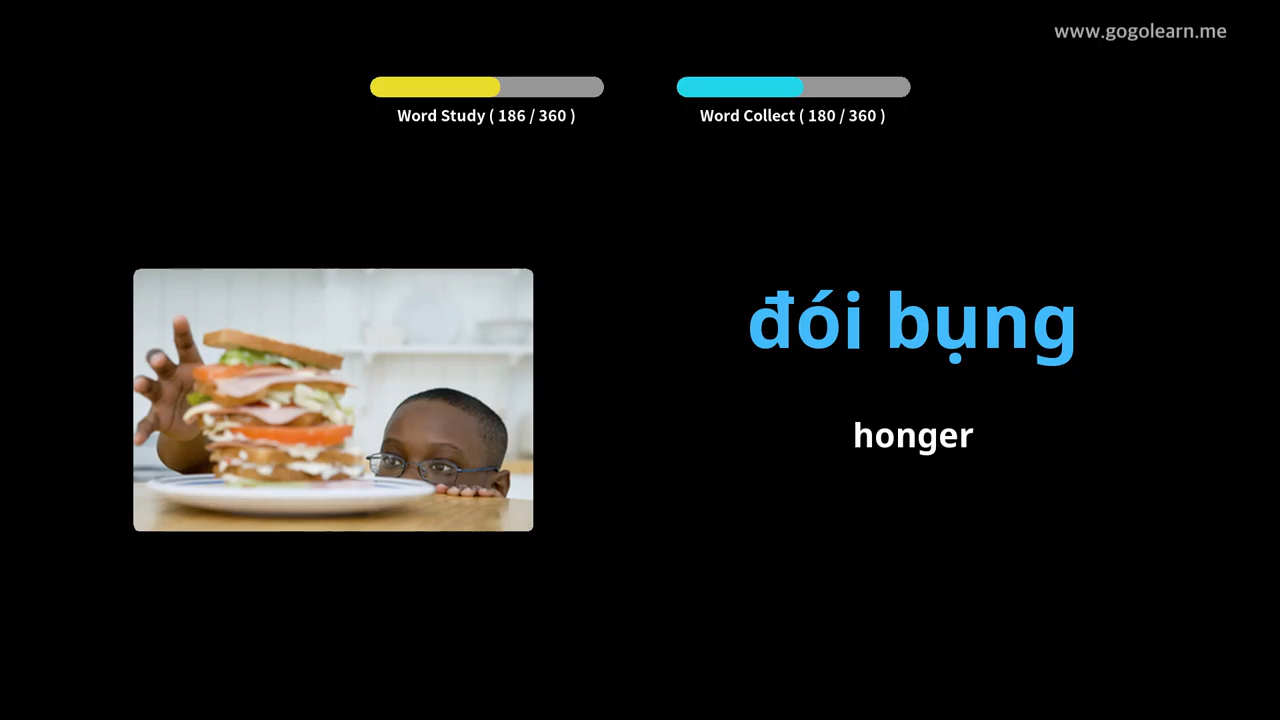 www.gogolearn.me
Word Study ( 186 / 360 )
Word Collect ( 180 / 360 )
đói bụng
honger